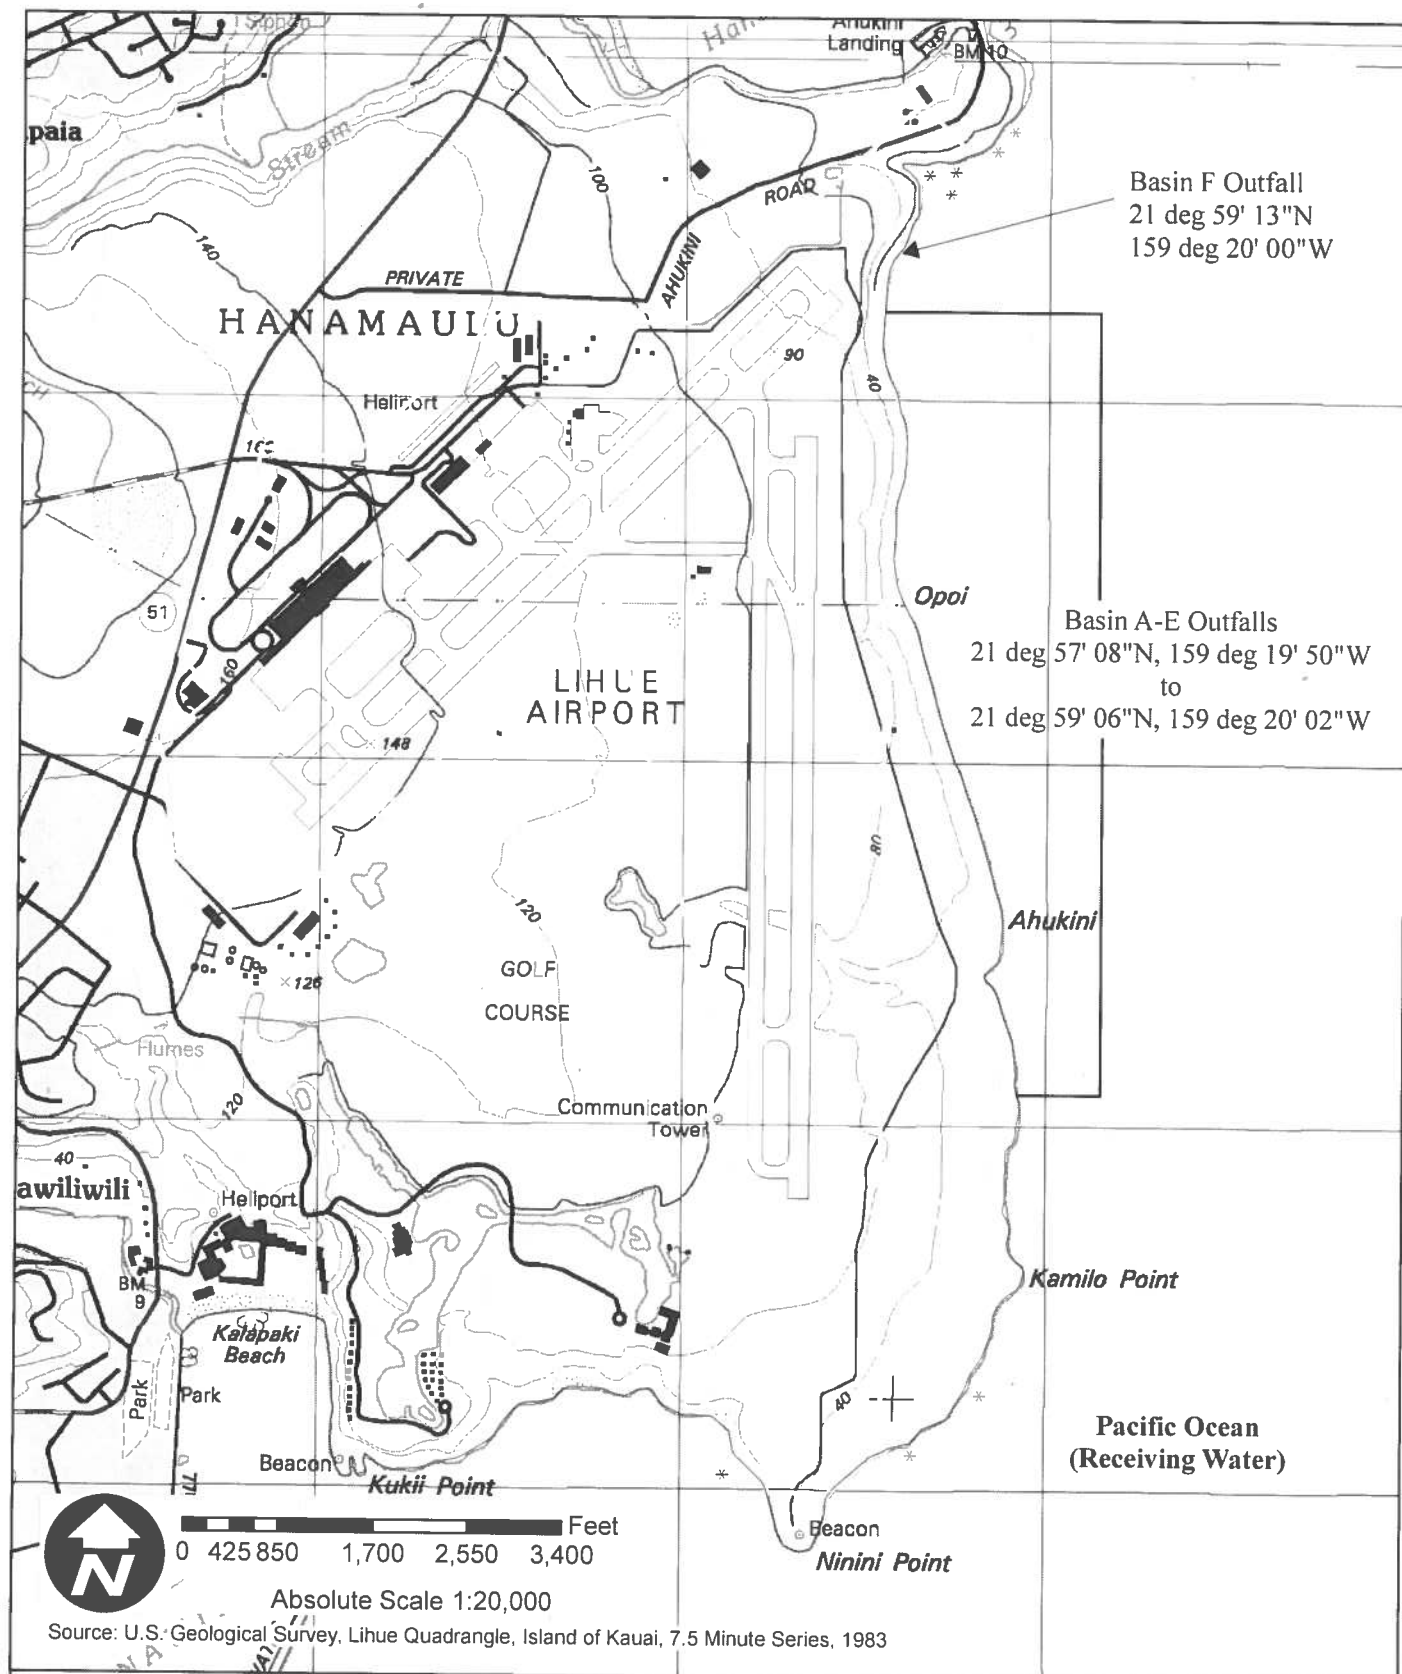 Stream
Ahukini
Landing
BM 10
paia
100
ROAD
Basin F Outfall
21 deg 59' 13"N
159 deg 20' 00"W
140
PRIVATE
AHUKINI
HANAMAULU
90
40
Heliport
51
160
Opoi
Basin A-E Outfalls
21 deg 57' 08"N, 159 deg 19' 50"W
to
21 deg 59' 06"N, 159 deg 20' 02"W
LIHUE
AIRPORT
148
80
120
Ahukini
GOLF
COURSE
126
Flumes
120
Communication
Tower
40
awiliwili
Heliport
BM
9
Kalapaki
Beach
Kamilo Point
Park
Park
40
Pacific Ocean
(Receiving Water)
Beacon
Kukii Point
Beacon
Ninini Point
N
Feet
0 425 850 1,700 2,550 3,400
Absolute Scale 1:20,000
Source: U.S. Geological Survey, Lihue Quadrangle, Island of Kauai, 7.5 Minute Series, 1983